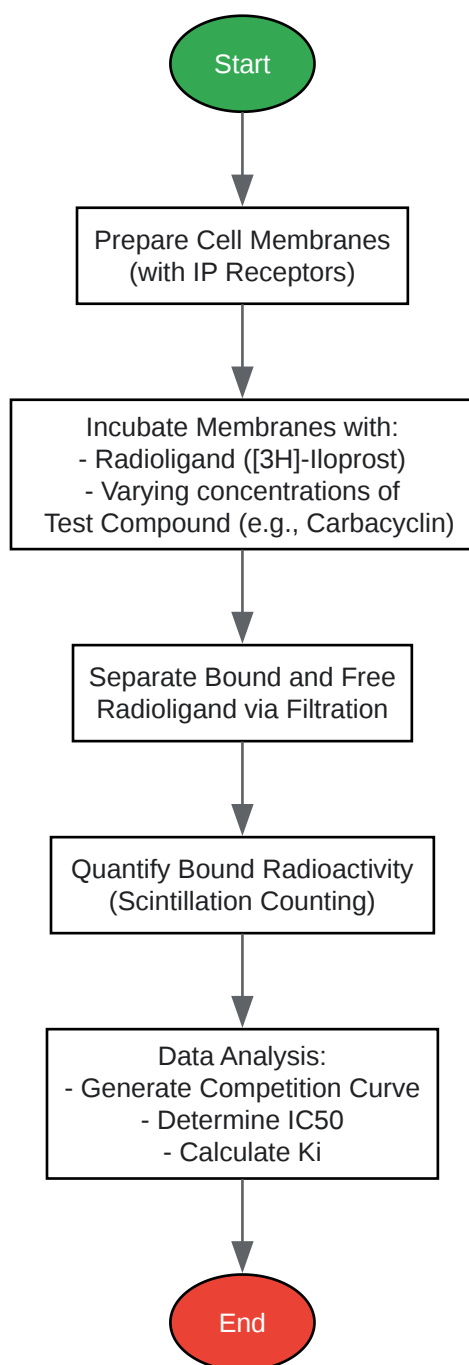 Start
Prepare Cell Membranes
(with IP Receptors)
Incubate Membranes with:
- Radioligand ([3H]-Iloprost)
- Varying concentrations of
Test Compound (e.g., Carbacyclin)
Separate Bound and Free
Radioligand via Filtration
Quantify Bound Radioactivity
(Scintillation Counting)
Data Analysis:
- Generate Competition Curve
- Determine IC50
- Calculate Ki
End